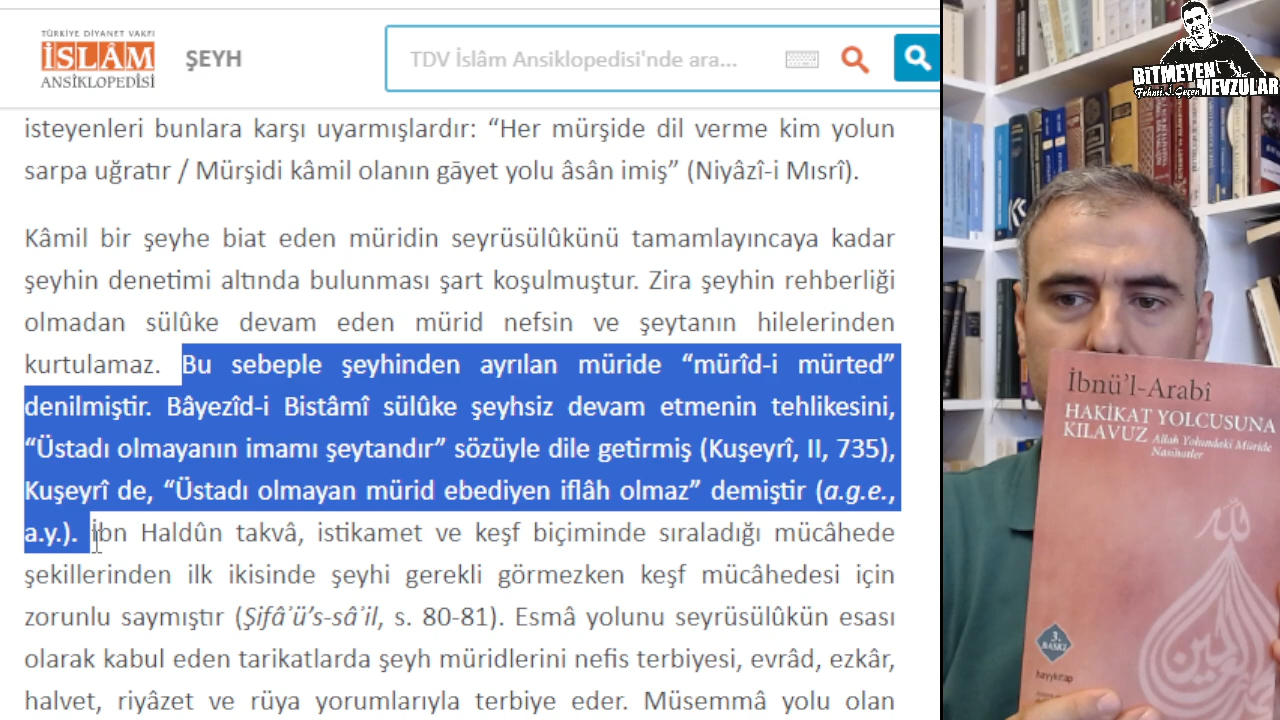 TÜRKİYE DİYANET VAKFI
İSLÂM
ANSİKLOPEDİSİ
ŞEYH
TDV İslâm Ansiklopedisi'nde ara...
isteyenleri bunlara karşı uyarmışlardır: “Her mürşide dil verme kim yolun
sarpa uğratır / Mürşidi kâmil olanın gāyet yolu âsân imiş” (Niyâzî-i Mısrî).
Kâmil bir şeyhe biat eden müridin seyrüsülûkünü tamamlayıncaya kadar
şeyhin denetimi altında bulunması şart koşulmuştur. Zira şeyhin rehberliği
olmadan sülûke devam eden mürid nefsin ve şeytanın hilelerinden
kurtulamaz. Bu sebeple şeyhinden ayrılan müride “mürîd-i mürted”
denilmiştir. Bâyezîd-i Bistâmî sülûke şeyhsiz devam etmenin tehlikesini,
“Üstadı olmayanın imamı şeytandır” sözüyle dile getirmiş (Kuşeyrî, II, 735),
Kuşeyrî de, “Üstadı olmayan mürid ebediyen iflâh olmaz” demiştir (a.g.e.,
a.y.). İbn Haldûn takvâ, istikamet ve keşf biçiminde sıraladığı mücâhede
şekillerinden ilk ikisinde şeyhi gerekli görmezken keşf mücâhedesi için
zorunlu saymıştır (Şifâʾü’s-sâʾil, s. 80-81). Esmâ yolunu seyrüsülûkün esası
olarak kabul eden tarikatlarda şeyh müridlerini nefis terbiyesi, evrâd, ezkâr,
halvet, riyâzet ve rüya yorumlarıyla terbiye eder. Müsemmâ yolu olan
BİTMEYEN
MEVZULAR
İbnü’l-Arabî
HAKİKAT YOLCUSUNA
KILAVUZ Allah Yolundaki Müride
Nasihatler
3.
BASKI
hayykitap